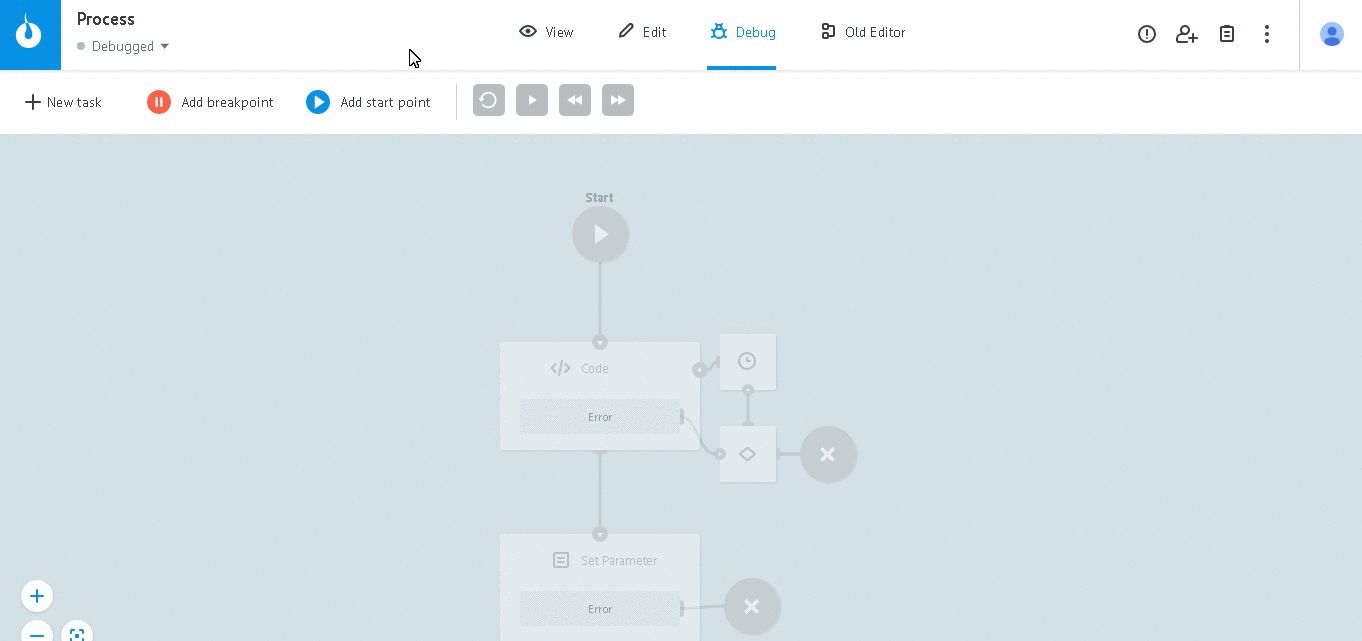 Process
Debugged
View
Edit
Debug
Old Editor
New task
Add breakpoint
Add start point
Start
Code
Error
Set Parameter
Error